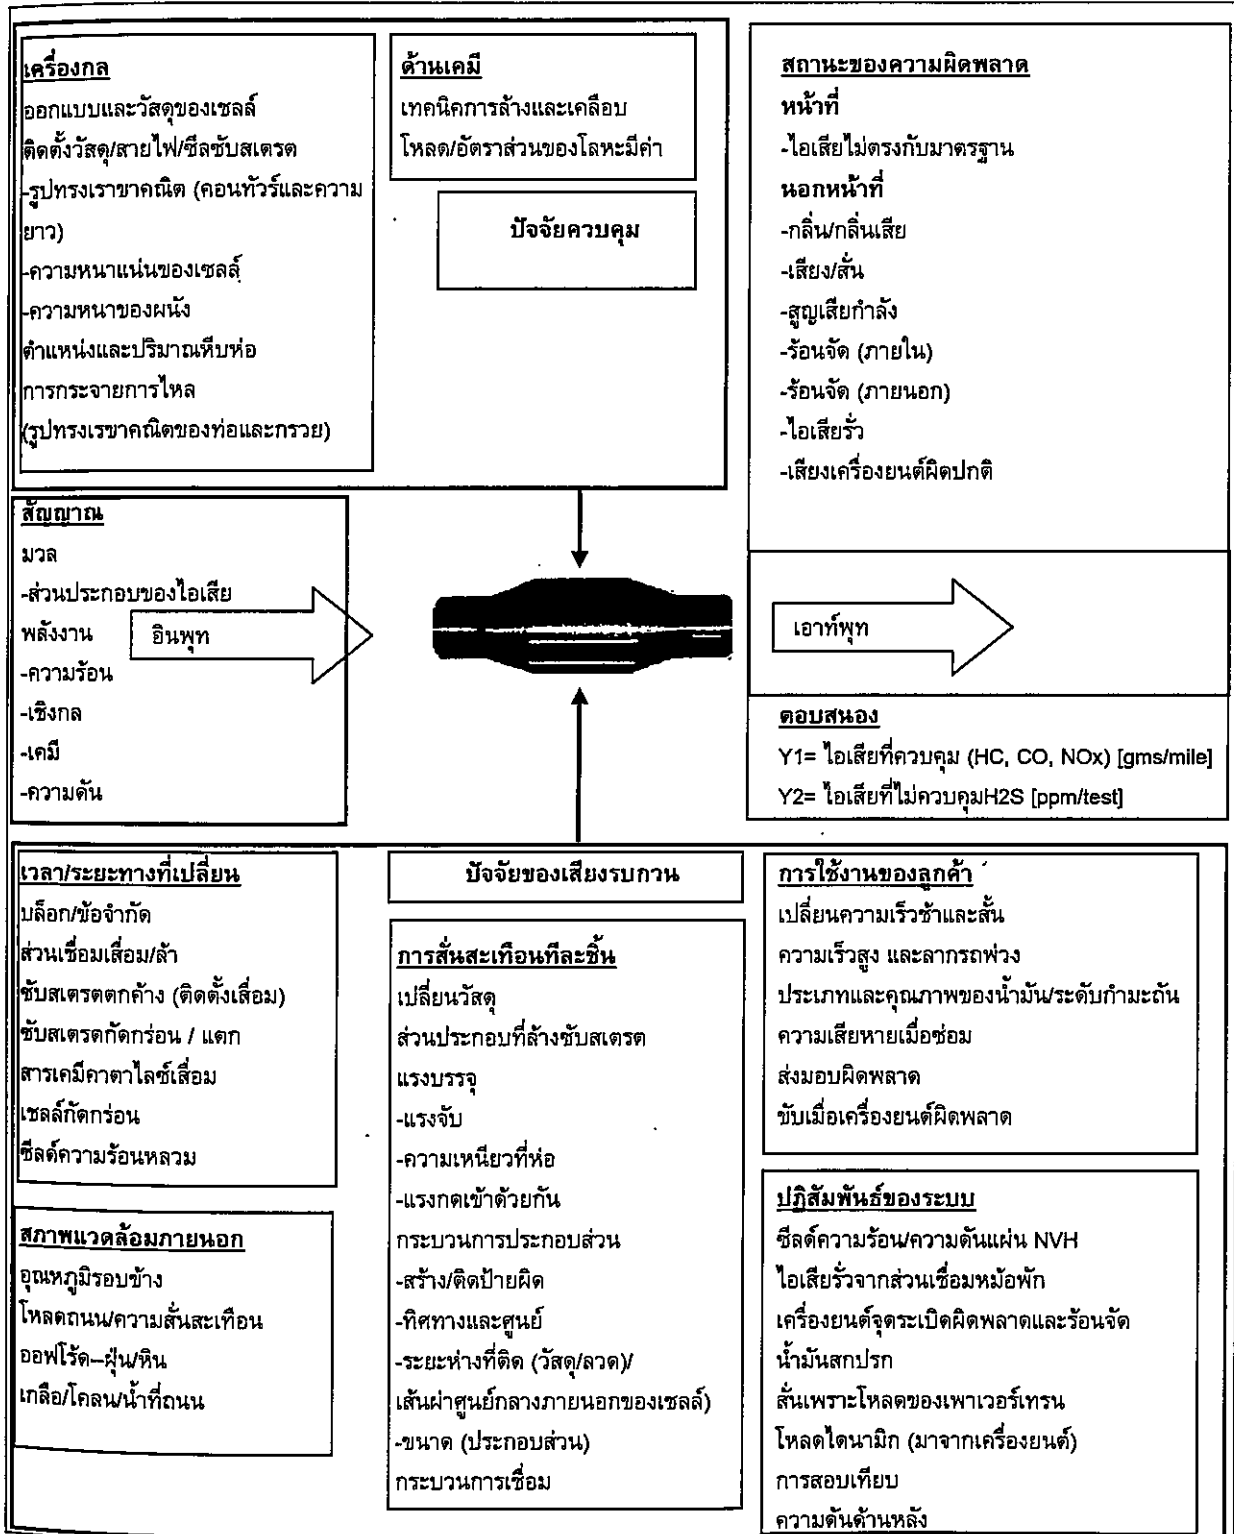 เครื่องกล
ออกแบบและวัสดุของเชลล์
ติดตั้งวัสดุ/สายไฟ/ซีลซับสเตรต
-รูปทรงเราขาคณิต (คอนทัวร์และความ
ยาว)
-ความหนาแน่นของเซลล์
-ความหนาของผนัง
ตำแหน่งและปริมาณหีบห่อ
การกระจายการไหล
(รูปทรงเรขาคณิตของท่อและกรวย)
ด้านเคมี
เทคนิคการล้างและเคลือบ
โหลด/อัตราส่วนของโลหะมีค่า
ปัจจัยควบคุม
สถานะของความผิดพลาด
หน้าที่
-ไอเสียไม่ตรงกับมาตรฐาน
นอกหน้าที่
-กลิ่น/กลิ่นเสีย
-เสียง/สั่น
-สูญเสียกำลัง
-ร้อนจัด (ภายใน)
-ร้อนจัด (ภายนอก)
-ไอเสียรั่ว
-เสียงเครื่องยนต์ผิดปกติ
สัญญาณ
มวล
-ส่วนประกอบของไอเสีย
พลังงาน
-ความร้อน
-เชิงกล
-เคมี
-ความดัน
อินพุท
เอาท์พุท
ตอบสนอง
Y1= ไอเสียที่ควบคุม (HC, CO, NOx) [gms/mile]
Y2= ไอเสียที่ไม่ควบคุมH2S [ppm/test]
เวลา/ระยะทางที่เปลี่ยน
บล็อก/ข้อจำกัด
ส่วนเชื่อมเสื่อม/ล้า
ซับสเตรตตกค้าง (ติดตั้งเสื่อม)
ซับสเตรตกัดกร่อน / แตก
สารเคมีคาตาไลซ์เสื่อม
เชลล์กัดกร่อน
ซีลด์ความร้อนหลวม
สภาพแวดล้อมภายนอก
อุณหภูมิรอบข้าง
โหลดถนน/ความสั่นสะเทือน
ออฟโร้ด–ฝุ่น/หิน
เกลือ/โคลน/น้ำที่ถนน
ปัจจัยของเสียงรบกวน
การสั่นสะเทือนทีละชิ้น
เปลี่ยนวัสดุ
ส่วนประกอบที่ล้างซับสเตรต
แรงบรรจุ
-แรงจับ
-ความเหนียวที่ห่อ
-แรงกดเข้าด้วยกัน
กระบวนการประกอบส่วน
-สร้าง/ติดป้ายผิด
-ทิศทางและศูนย์
-ระยะห่างที่ติด (วัสดุ/ลวด)/
เส้นผ่าศูนย์กลางภายนอกของเชลล์)
-ขนาด (ประกอบส่วน)
กระบวนการเชื่อม
การใช้งานของลูกค้า
เปลี่ยนความเร็วช้าและสั้น
ความเร็วสูง และลากรถพ่วง
ประเภทและคุณภาพของน้ำมัน/ระดับกำมะถัน
ความเสียหายเมื่อซ่อม
ส่งมอบผิดพลาด
ขับเมื่อเครื่องยนต์ผิดพลาด
ปฏิสัมพันธ์ของระบบ
ซีลด์ความร้อน/ความดันแผ่น NVH
ไอเสียรั่วจากส่วนเชื่อมหม้อพัก
เครื่องยนต์จุดระเบิดผิดพลาดและร้อนจัด
น้ำมันสกปรก
สั่นเพราะโหลดของเพาเวอร์เทรน
โหลดไดนามิก (มาจากเครื่องยนต์)
การสอบเทียบ
ความดันด้านหลัง